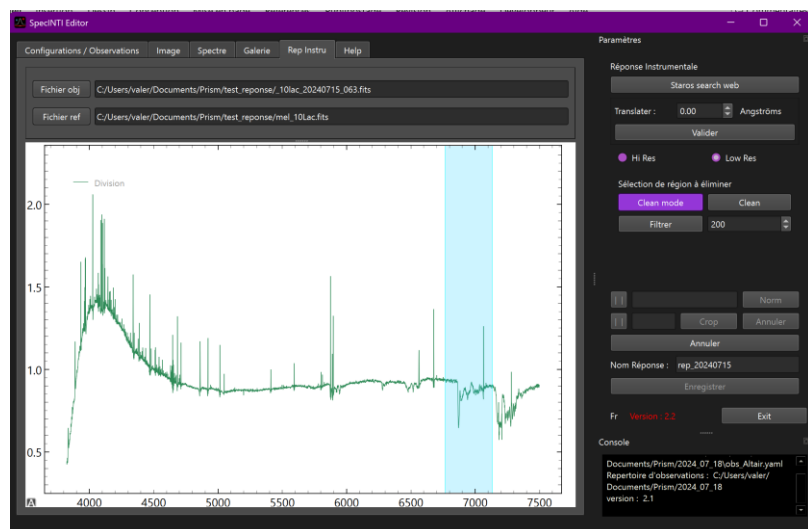 SpecINTI Editor
Configurations / Observations Image Spectre Galerie Rep Instru Help
Fichier obj C:/Users/valer/Documents/Prism/test_reponse/_10lac_20240715_063.fits
Fichier ref C:/Users/valer/Documents/Prism/test_reponse/mel_10Lac.fits
Division
2.0
1.5
1.0
0.5
A
4000 4500 5000 5500 6000 6500 7000 7500
Paramètres
Réponse Instrumentale
Staros search web
Translater : 0.00 Angströms
Valider
Hi Res Low Res
Sélection de région à éliminer
Clean mode Clean
Filtrer 200
Norm
Crop Annuler
Annuler
Nom Réponse : rep_20240715
Enregistrer
Fr Version : 2.2 Exit
Console
Documents/Prism/2024_07_18\obs_Altair.yaml
Repertoire d'observations : C:/Users/valer/
Documents/Prism/2024_07_18
version : 2.1